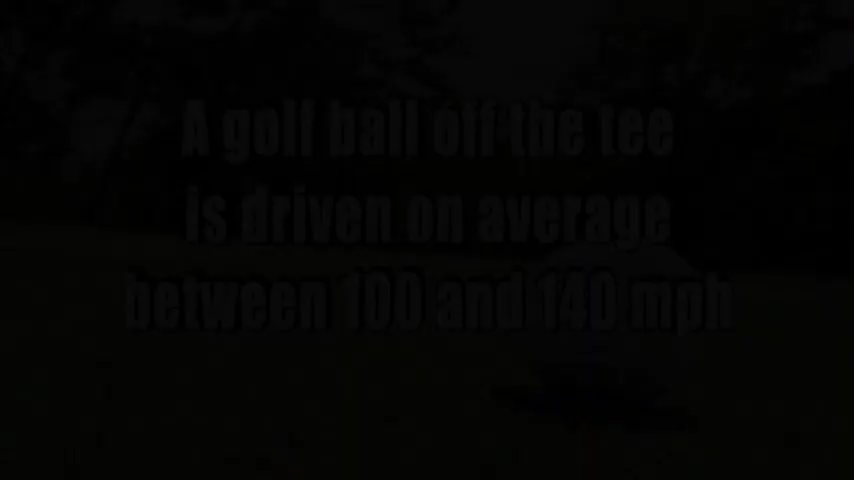 A golf ball off the tee
is driven on average
between 100 and 140 mph